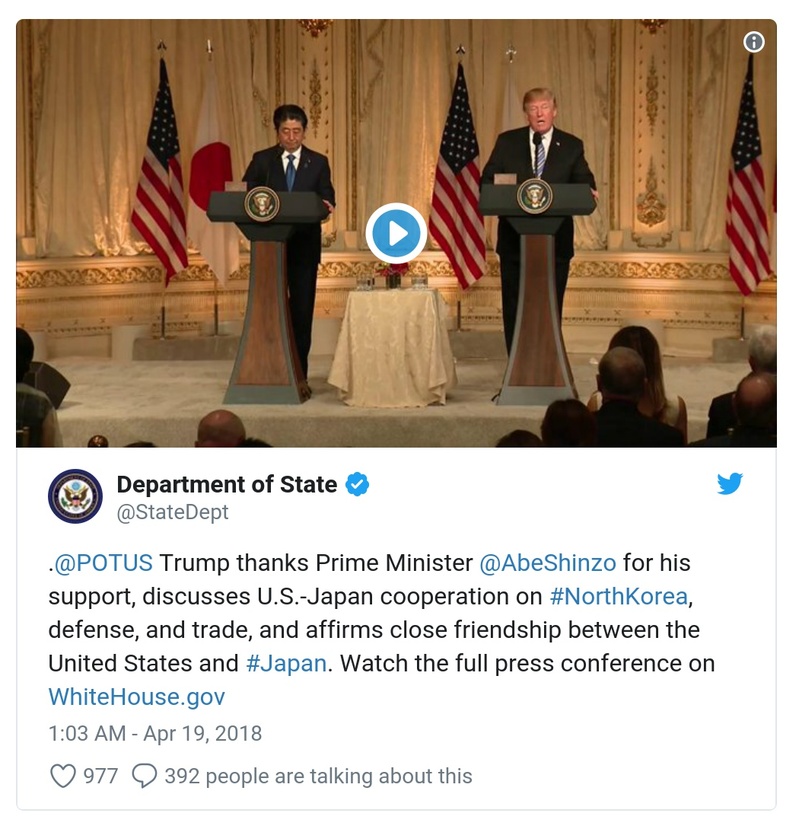 Department of State
@StateDept
.@POTUS Trump thanks Prime Minister @AbeShinzo for his
support, discusses U.S.-Japan cooperation on #NorthKorea,
defense, and trade, and affirms close friendship between the
United States and #Japan. Watch the full press conference on
WhiteHouse.gov
1:03 AM - Apr 19, 2018
977 392 people are talking about this